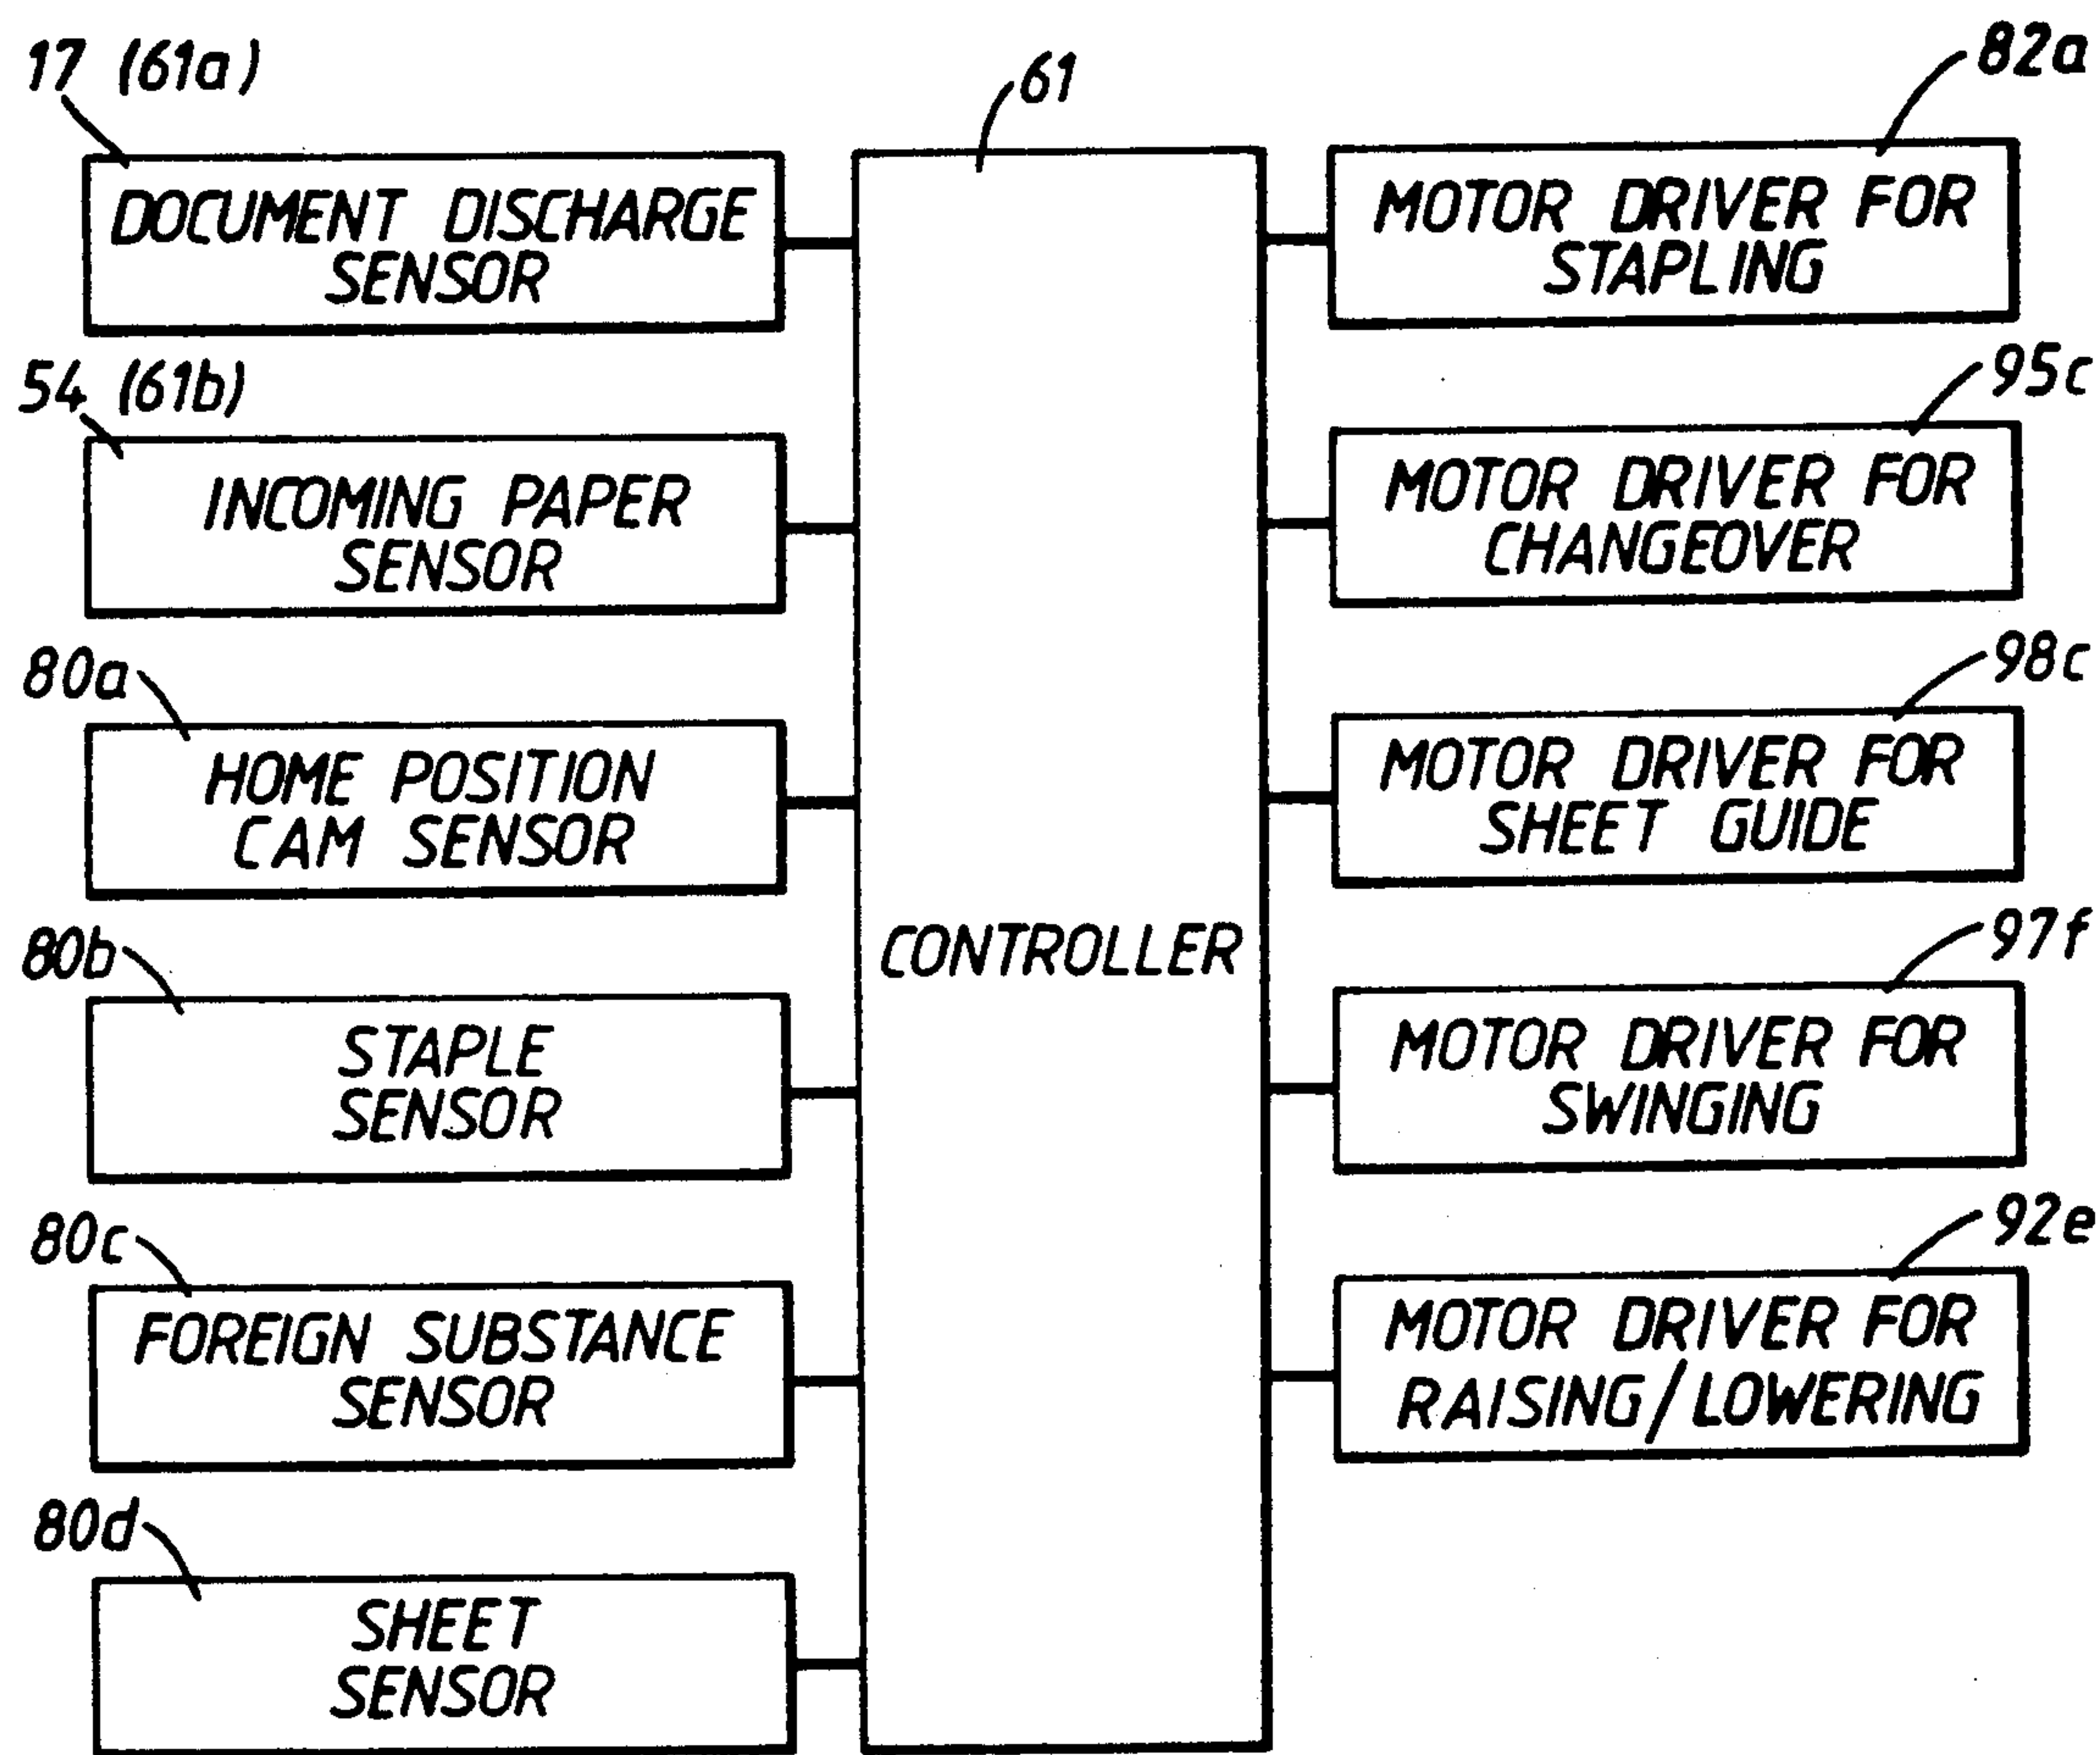 17 (61a)
DOCUMENT DISCHARGE
SENSOR
54 (61b)
INCOMING PAPER
SENSOR
80a
HOME POSITION
CAM SENSOR
80b
STAPLE
SENSOR
80c
FOREIGN SUBSTANCE
SENSOR
80d
SHEET
SENSOR
61
CONTROLLER
82a
MOTOR DRIVER FOR
STAPLING
95c
MOTOR DRIVER FOR
CHANGEOVER
98c
MOTOR DRIVER FOR
SHEET GUIDE
97f
MOTOR DRIVER FOR
SWINGING
92e
MOTOR DRIVER FOR
RAISING/LOWERING